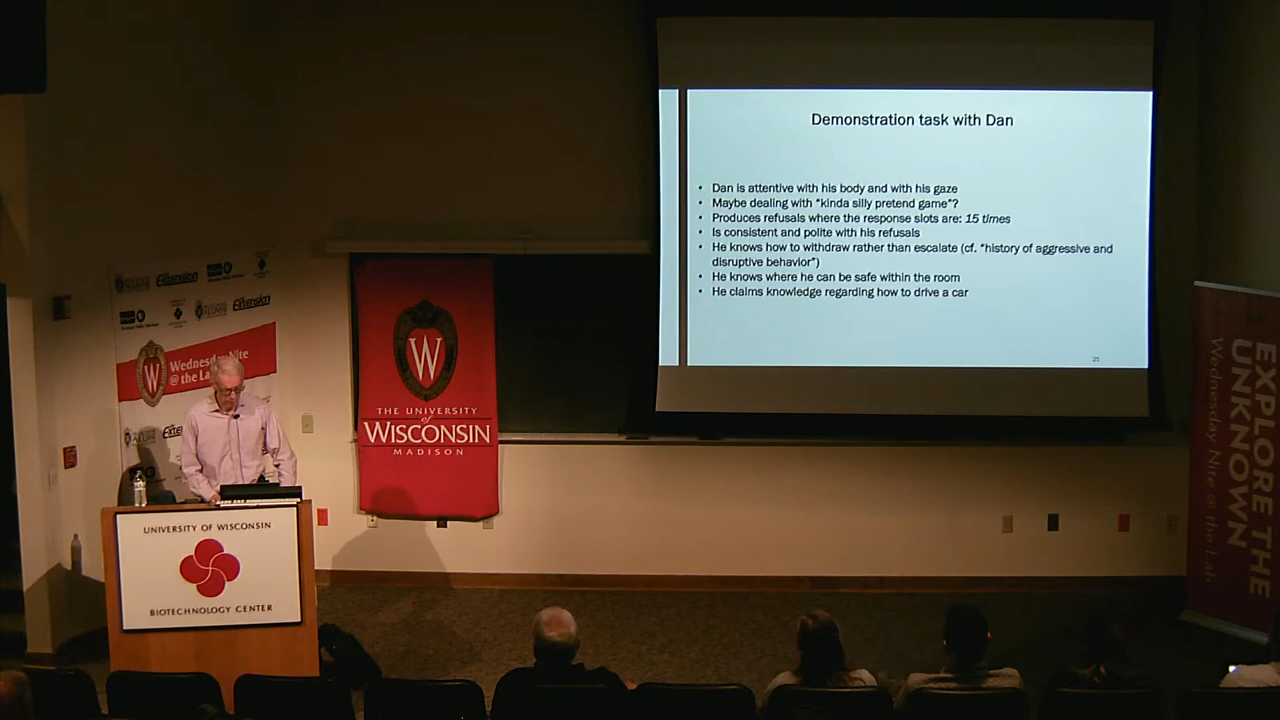 Demonstration task with Dan
• Dan is attentive with his body and with his gaze
• Maybe dealing with “kinda silly pretend game”?
• Produces refusals where the response slots are: 15 times
• Is consistent and polite with his refusals
• He knows how to withdraw rather than escalate (cf. “history of aggressive and
disruptive behavior”)
• He knows where he can be safe within the room
• He claims knowledge regarding how to drive a car
21
Extension
Extension
Wednesday Nite
@ the La
W
W
THE UNIVERSITY
of
WISCONSIN
MADISON
UNIVERSITY OF WISCONSIN
BIOTECHNOLOGY CENTER
EXPLORE THE
UNKNOWN
Wednesday Nite @ the Lab